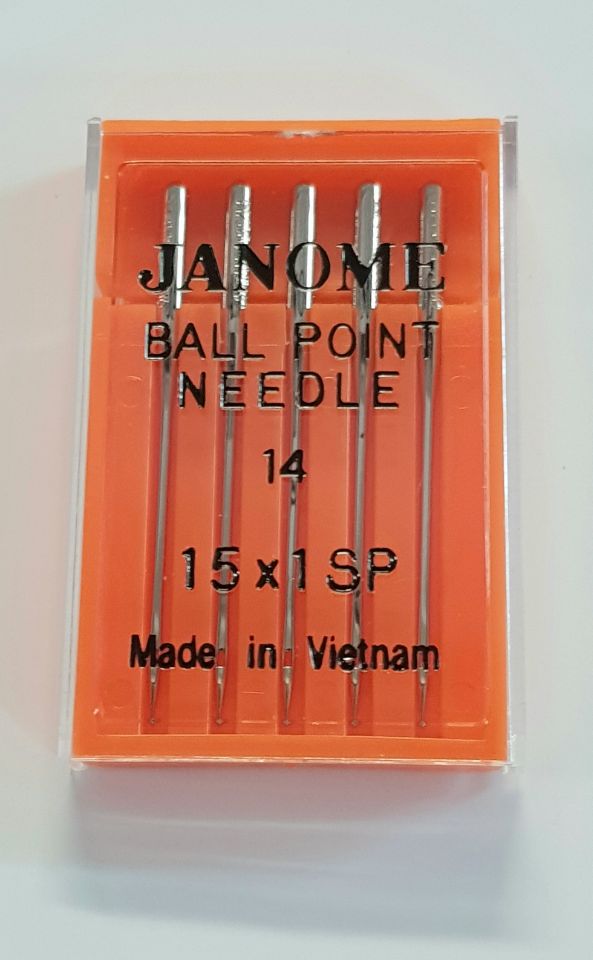 JANOME
BALL POINT
NEEDLE
14
15x1SP
Made in Vietnam